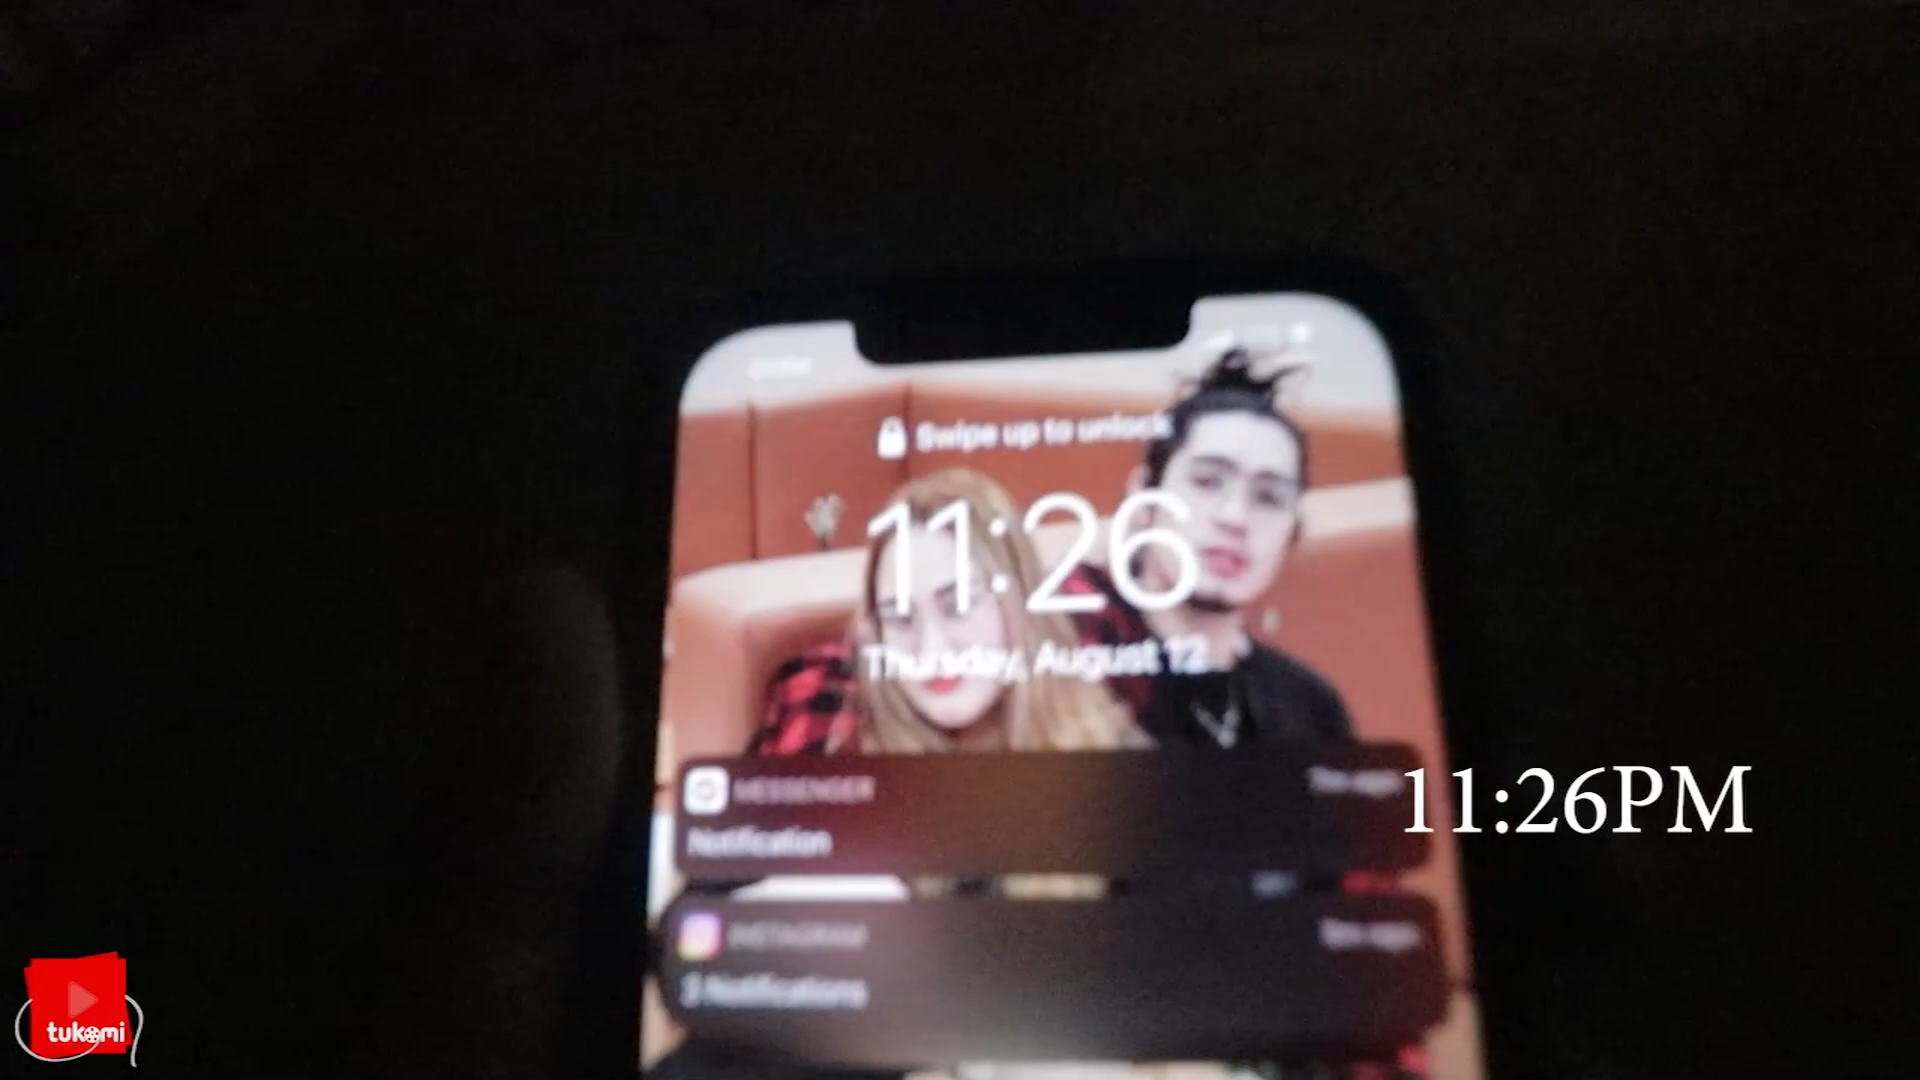 Swipe up to unlock
11:26
Thursday, August 12
MESSENGER
Notification
11:26PM
INSTAGRAM
2 Notifications
tukomi